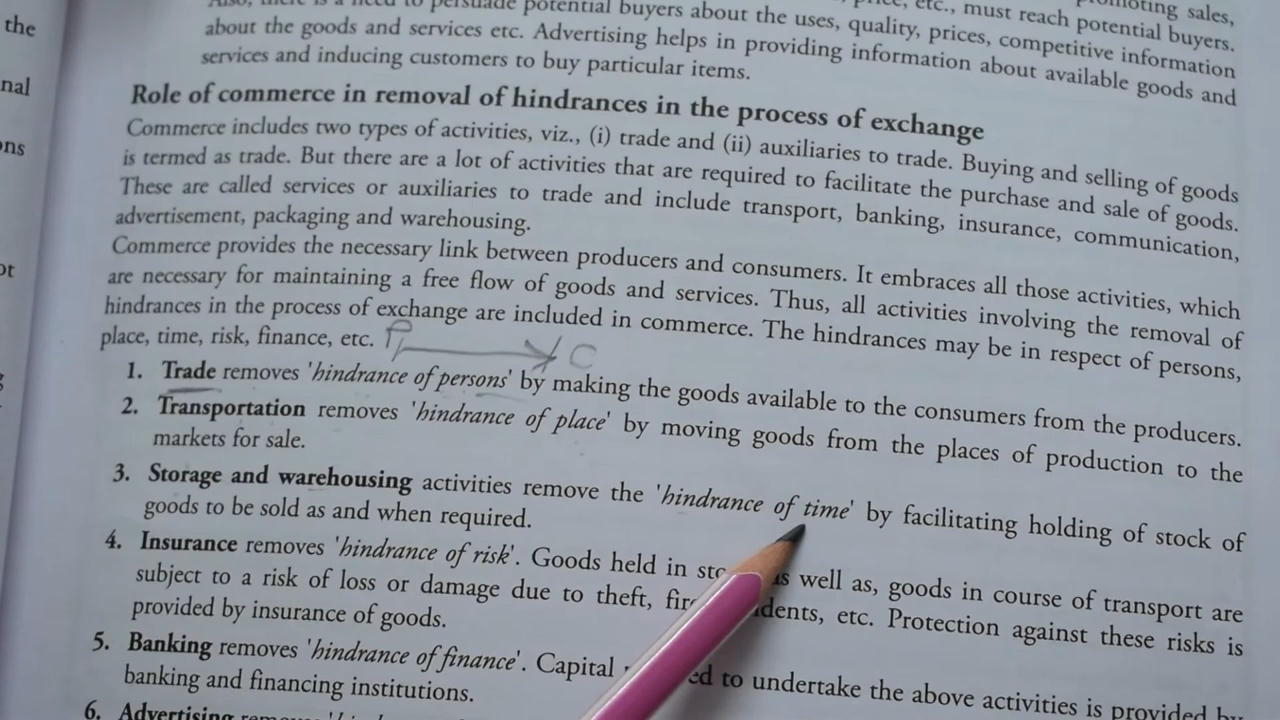 the
nal
ons
ot
Also, there is a need to persuade potential buyers about the uses, quality, prices, competitive information
price, etc., must reach potential buyers.
promoting sales,
about the goods and services etc. Advertising helps in providing information about available goods and
services and inducing customers to buy particular items.
Role of commerce in removal of hindrances in the process of exchange
Commerce includes two types of activities, viz., (i) trade and (ii) auxiliaries to trade. Buying and selling of goods
is termed as trade. But there are a lot of activities that are required to facilitate the purchase and sale of goods.
These are called services or auxiliaries to trade and include transport, banking, insurance, communication,
advertisement, packaging and warehousing.
Commerce provides the necessary link between producers and consumers. It embraces all those activities, which
are necessary for maintaining a free flow of goods and services. Thus, all activities involving the removal of
hindrances in the process of exchange are included in commerce. The hindrances may be in respect of persons,
place, time, risk, finance, etc. P C
1. Trade removes 'hindrance of persons' by making the goods available to the consumers from the producers.
2. Transportation removes 'hindrance of place' by moving goods from the places of production to the
markets for sale.
3. Storage and warehousing activities remove the 'hindrance of time' by facilitating holding of stock of
goods to be sold as and when required.
4. Insurance removes 'hindrance of risk'. Goods held in well as, goods in course of transport are
subject to a risk of loss or damage due to theft, etc. Protection against these risks is
provided by insurance of goods.
5. Banking removes 'hindrance of finance'. Capital to undertake the above activities is provided by
banking and financing institutions.
6. Advertising removes